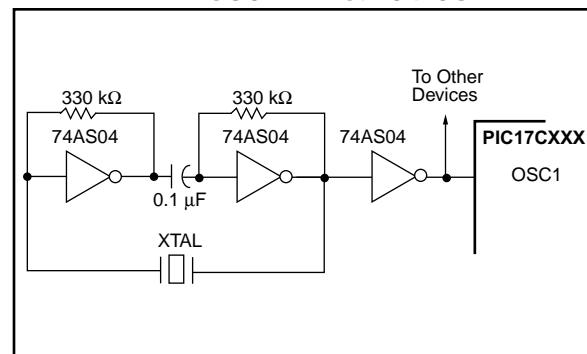 To Other
Devices
330 kΩ
330 kΩ
74AS04
74AS04
74AS04
PIC17CXXX
OSC1
0.1 µF
XTAL